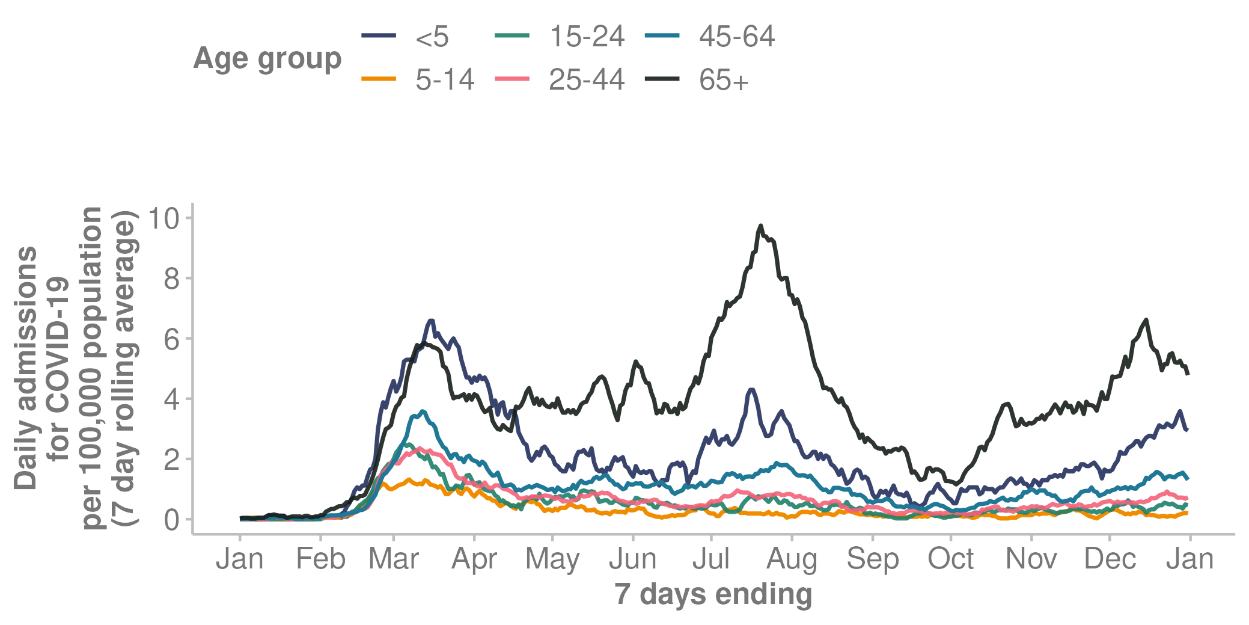 Age group
<5
15-24
45-64
5-14
25-44
65+
Daily admissions
for COVID-19
per 100,000 population
(7 day rolling average)
10
8
6
4
2
0
Jan Feb Mar Apr May Jun Jul Aug Sep Oct Nov Dec Jan
7 days ending